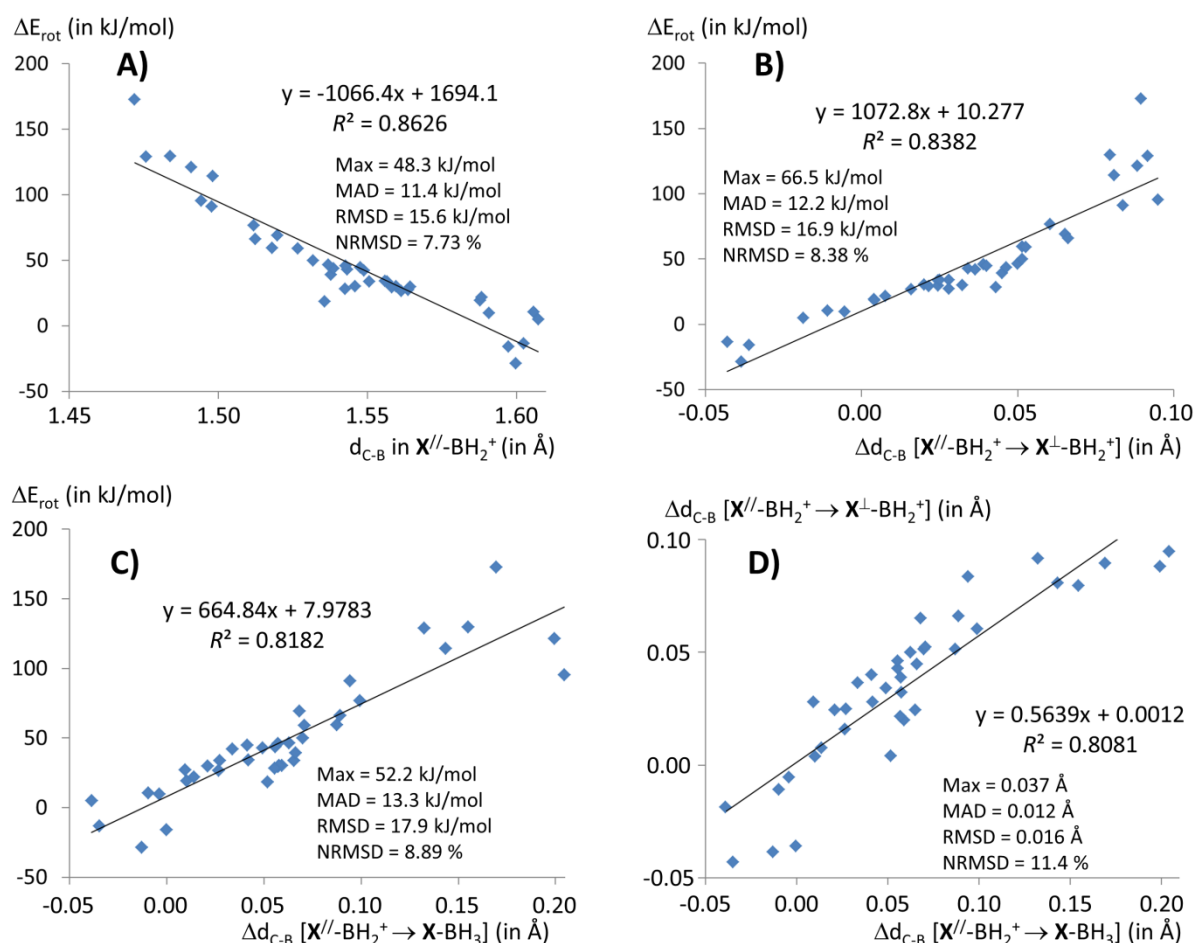 ΔE_rot (in kJ/mol)
A)
200
150
100
50
0
-50
y = -1066.4x + 1694.1
R² = 0.8626
Max = 48.3 kJ/mol
MAD = 11.4 kJ/mol
RMSD = 15.6 kJ/mol
NRMSD = 7.73 %
1.45 1.50 1.55 1.60
d_C-B in X^//-BH₂⁺ (in Å)
ΔE_rot (in kJ/mol)
B)
200
150
100
50
0
-50
y = 1072.8x + 10.277
R² = 0.8382
Max = 66.5 kJ/mol
MAD = 12.2 kJ/mol
RMSD = 16.9 kJ/mol
NRMSD = 8.38 %
-0.05 0.00 0.05 0.10
Δd_C-B [X^//-BH₂⁺ → X^⊥-BH₂⁺] (in Å)
ΔE_rot (in kJ/mol)
C)
200
150
100
50
0
-50
y = 664.84x + 7.9783
R² = 0.8182
Max = 52.2 kJ/mol
MAD = 13.3 kJ/mol
RMSD = 17.9 kJ/mol
NRMSD = 8.89 %
-0.05 0.00 0.05 0.10 0.15 0.20
Δd_C-B [X^//-BH₂⁺ → X-BH₃] (in Å)
Δd_C-B [X^//-BH₂⁺ → X^⊥-BH₂⁺] (in Å)
D)
0.10
0.05
0.00
-0.05
y = 0.5639x + 0.0012
R² = 0.8081
Max = 0.037 Å
MAD = 0.012 Å
RMSD = 0.016 Å
NRMSD = 11.4 %
-0.05 0.00 0.05 0.10 0.15 0.20
Δd_C-B [X^//-BH₂⁺ → X-BH₃] (in Å)